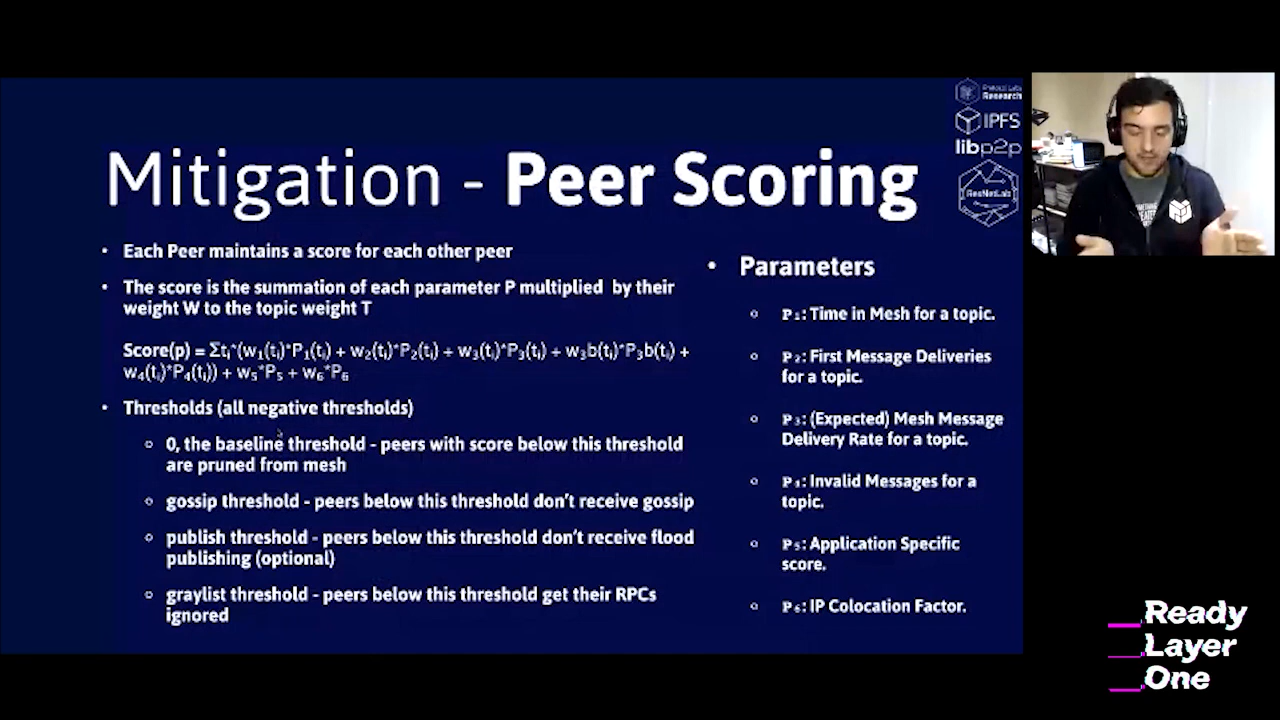 Protocol Labs
Research
IPFS
libp2p
ResNetLab
Mitigation - Peer Scoring
• Each Peer maintains a score for each other peer
• The score is the summation of each parameter P multiplied by their
weight W to the topic weight T
Score(p) = Σtᵢ*(w₁(tᵢ)*P₁(tᵢ) + w₂(tᵢ)*P₂(tᵢ) + w₃(tᵢ)*P₃(tᵢ) + w₃b(tᵢ)*P₃b(tᵢ) +
w₄(tᵢ)*P₄(tᵢ)) + w₅*P₅ + w₆*P₆
• Thresholds (all negative thresholds)
○ 0, the baseline threshold - peers with score below this threshold
are pruned from mesh
○ gossip threshold - peers below this threshold don't receive gossip
○ publish threshold - peers below this threshold don't receive flood
publishing (optional)
○ graylist threshold - peers below this threshold get their RPCs
ignored
• Parameters
○ P₁: Time in Mesh for a topic.
○ P₂: First Message Deliveries
for a topic.
○ P₃: (Expected) Mesh Message
Delivery Rate for a topic.
○ P₄: Invalid Messages for a
topic.
○ P₅: Application Specific
score.
○ P₆: IP Colocation Factor.
Ready
Layer
One